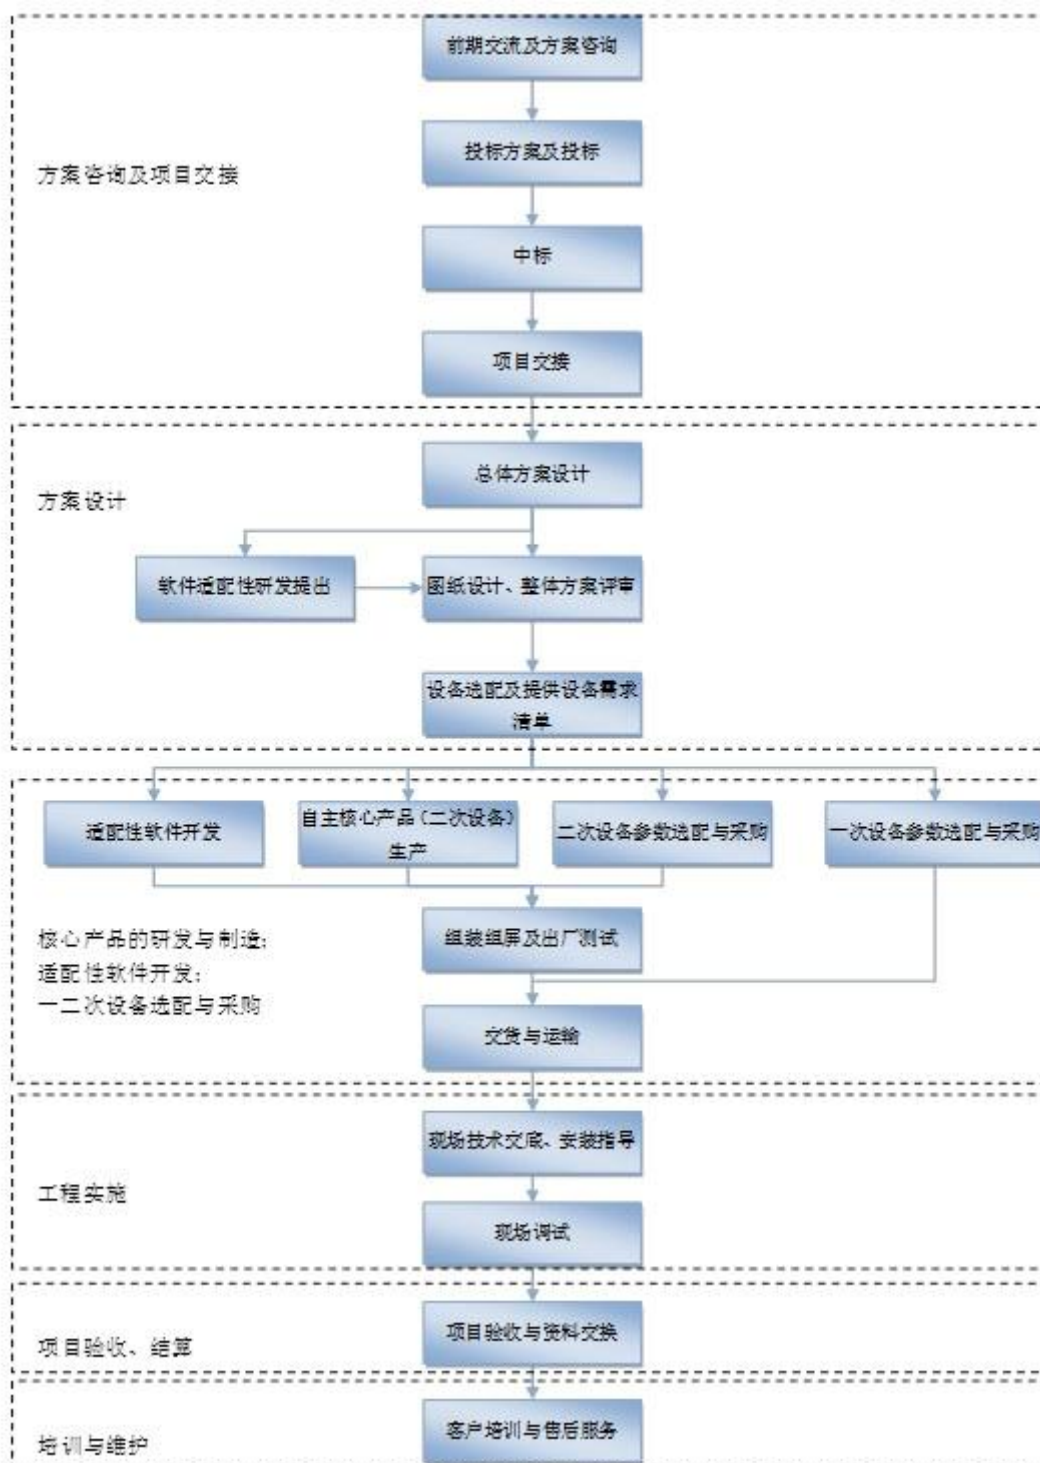 前期交流及方案咨询
投标方案及投标
方案咨询及项目交接
中标
项目交接
总体方案设计
方案设计
软件适配性研发提出
图纸设计、整体方案评审
设备选配及提供设备需求
清单
适配性软件开发
自主核心产品(二次设备)
生产
二次设备参数选配与采购
一次设备参数选配与采购
核心产品的研发与制造;
适配性软件开发;
一二次设备选配与采购
组装组屏及出厂测试
交货与运输
现场技术交底、安装指导
工程实施
现场调试
项目验收与资料交换
项目验收、结算
客户培训与售后服务
培训与维护